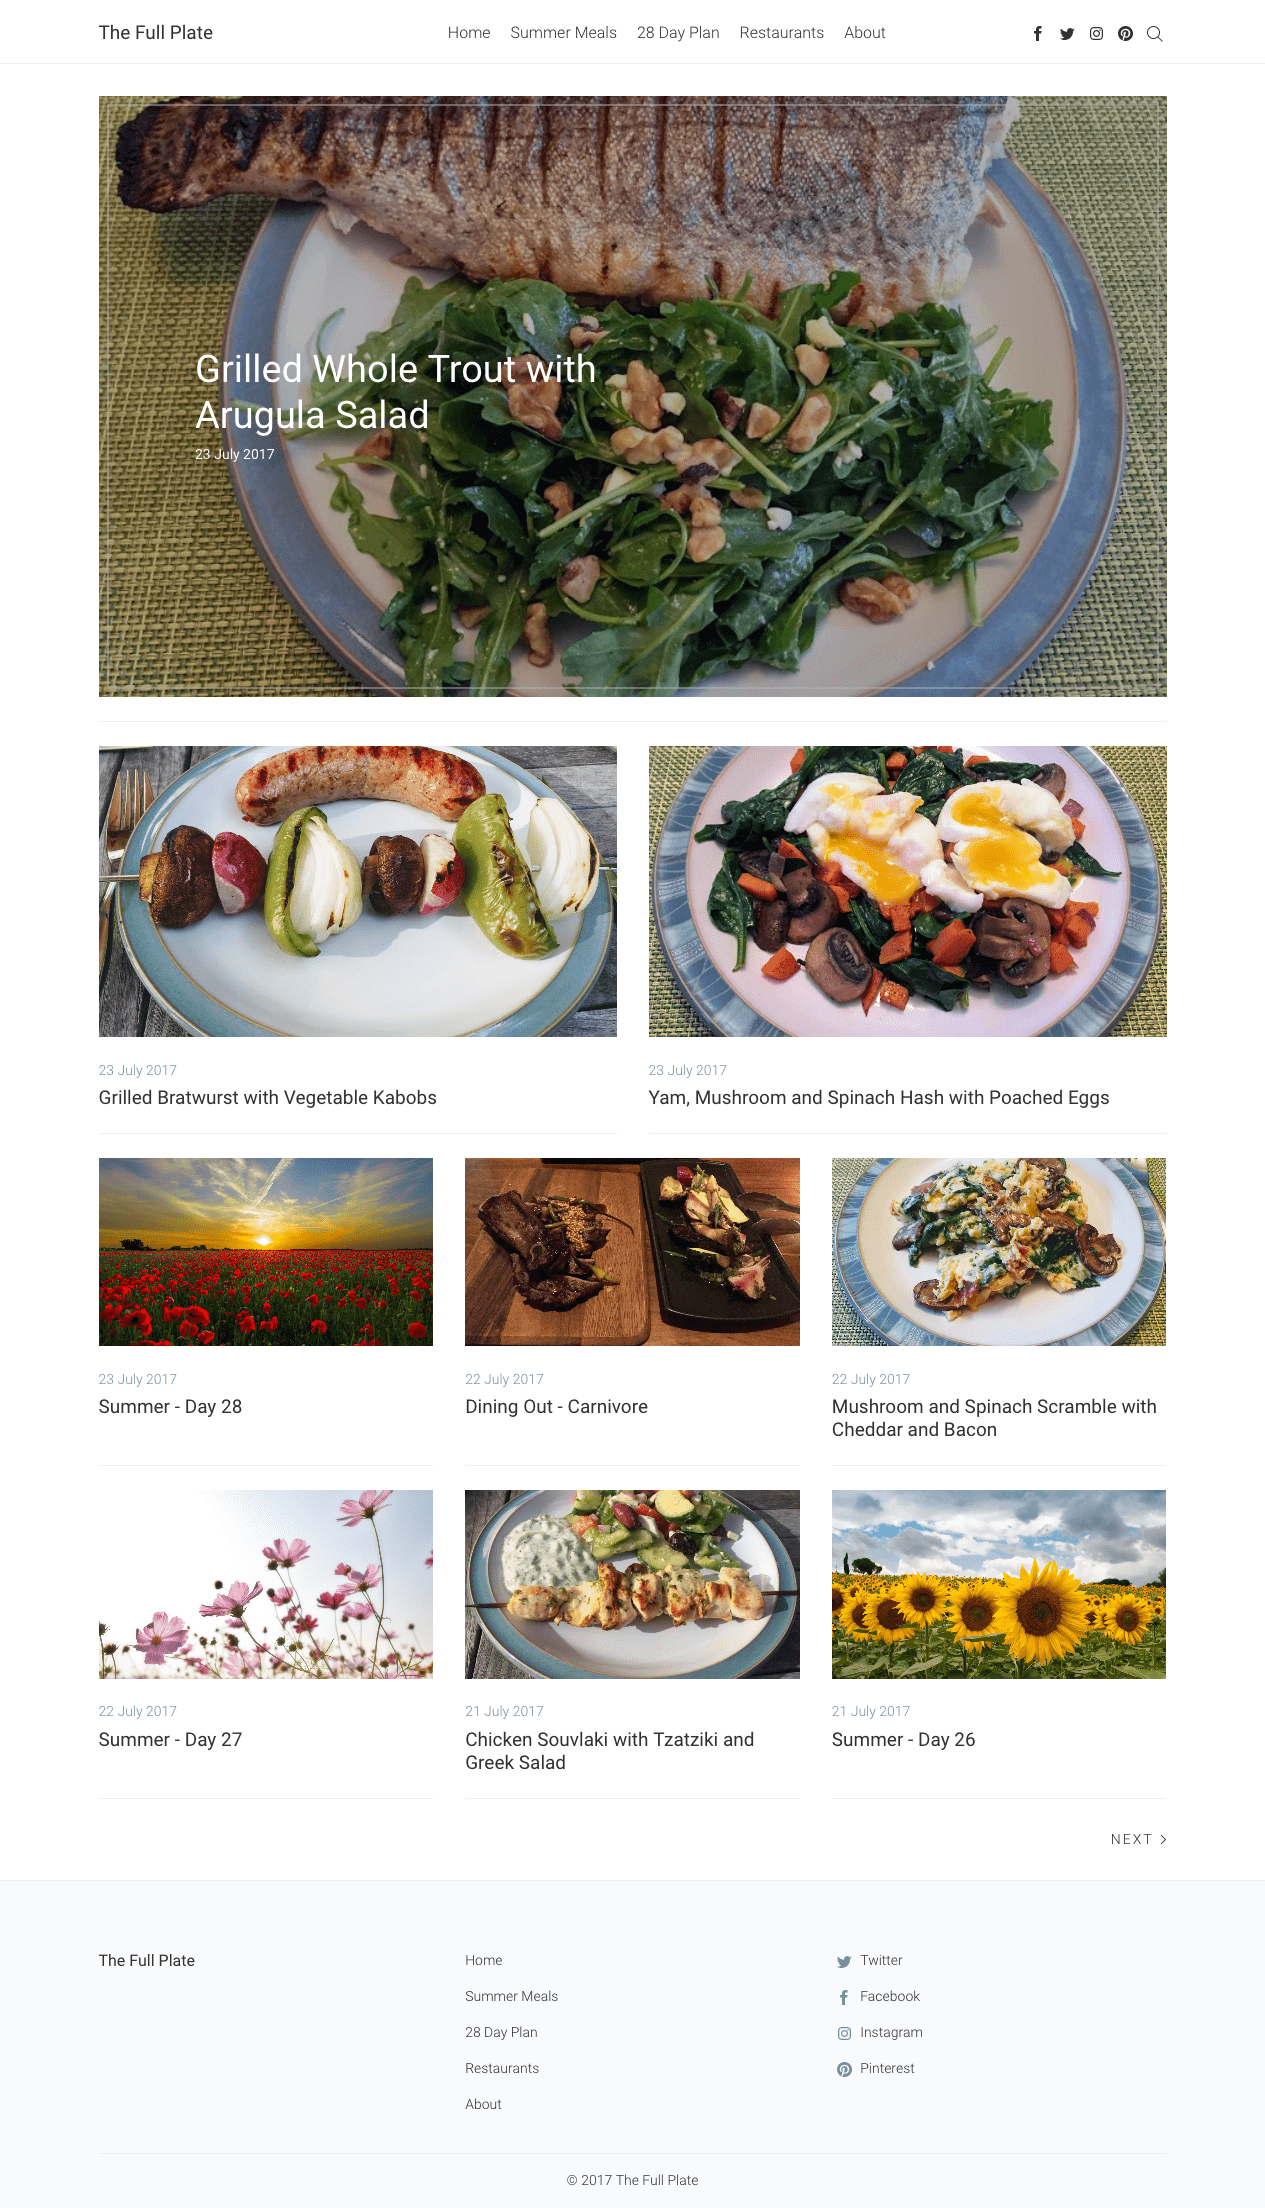 The Full Plate
Home Summer Meals 28 Day Plan Restaurants About
Grilled Whole Trout with
Arugula Salad
23 July 2017
23 July 2017
Grilled Bratwurst with Vegetable Kabobs
23 July 2017
Yam, Mushroom and Spinach Hash with Poached Eggs
23 July 2017
Summer - Day 28
22 July 2017
Dining Out - Carnivore
22 July 2017
Mushroom and Spinach Scramble with
Cheddar and Bacon
22 July 2017
Summer - Day 27
21 July 2017
Chicken Souvlaki with Tzatziki and
Greek Salad
21 July 2017
Summer - Day 26
NEXT
The Full Plate
Home
Summer Meals
28 Day Plan
Restaurants
About
Twitter
Facebook
Instagram
Pinterest
© 2017 The Full Plate